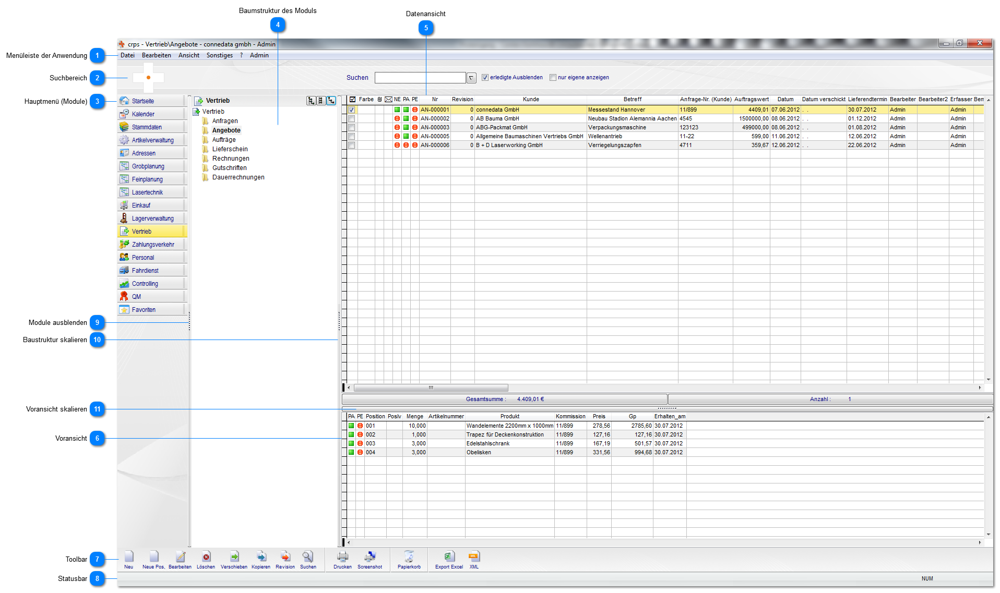 Baumstruktur des Moduls
4
Datenansicht
5
crps - Vertrieb\Angebote - connedata gmbh - Admin
Menüleiste der Anwendung 1
Datei Bearbeiten Ansicht Sonstiges ? Admin
Suchbereich 2
Suchen erledigte Ausblenden nur eigene anzeigen
Hauptmenü (Module) 3
Startseite
Kalender
Stammdaten
Artikelverwaltung
Adressen
Grobplanung
Feinplanung
Lasertechnik
Einkauf
Lagerverwaltung
Vertrieb
Zahlungsverkehr
Personal
Fahrdienst
Controlling
QM
Favoriten
Vertrieb
Vertrieb
Anfragen
Angebote
Aufträge
Lieferschein
Rechnungen
Gutschriften
Dauerrechnungen
Farbe NE PA PE Nr Revision Kunde Betreff Anfrage-Nr. (Kunde) Auftragswert Datum Datum verschickt Lieferendtermin Bearbeiter Bearbeiter2 Erfasser Bem
AN-000001 0 connedata GmbH Messestand Hannover 11/899 4409,01 07.06.2012 . . 30.07.2012 Admin Admin
AN-000002 0 AB Bauma GmbH Neubau Stadion Alemannia Aachen 4545 1500000,00 08.06.2012 . . 01.12.2012 Admin Admin
AN-000003 0 ABG-Packmat GmbH Verpackungsmaschine 123123 499000,00 08.06.2012 . . 01.08.2012 Admin Admin
AN-000005 0 Allgemeine Baumaschinen Vertriebs GmbH Wellenantrieb 11-22 599,00 11.06.2012 . . 12.06.2012 Admin Admin
AN-000006 0 B + D Laserworking GmbH Verriegelungszapfen 4711 359,67 12.06.2012 . . 22.06.2012 Admin Admin
Module ausblenden 9
Baustruktur skalieren 10
Gesamtsumme : 4.409,01 € Anzahl : 1
Voransicht skalieren 11
PA PE Position Poslv Menge Artikelnummer Produkt Kommission Preis Gp Erhalten_am
001 10,000 Wandelemente 2200mm x 1000mm 11/899 278,56 2785,60 30.07.2012
002 1,000 Trapez für Deckenkonstruktion 11/899 127,16 127,16 30.07.2012
003 3,000 Edelstahlschrank 11/899 167,19 501,57 30.07.2012
004 3,000 Obelisken 11/899 331,56 994,68 30.07.2012
Voransicht 6
Toolbar 7
Neu Neue Pos, Bearbeiten Löschen Verschieben Kopieren Revision Suchen Drucken Screenshot Papierkorb Export Excel XML
Statusbar 8
NUM